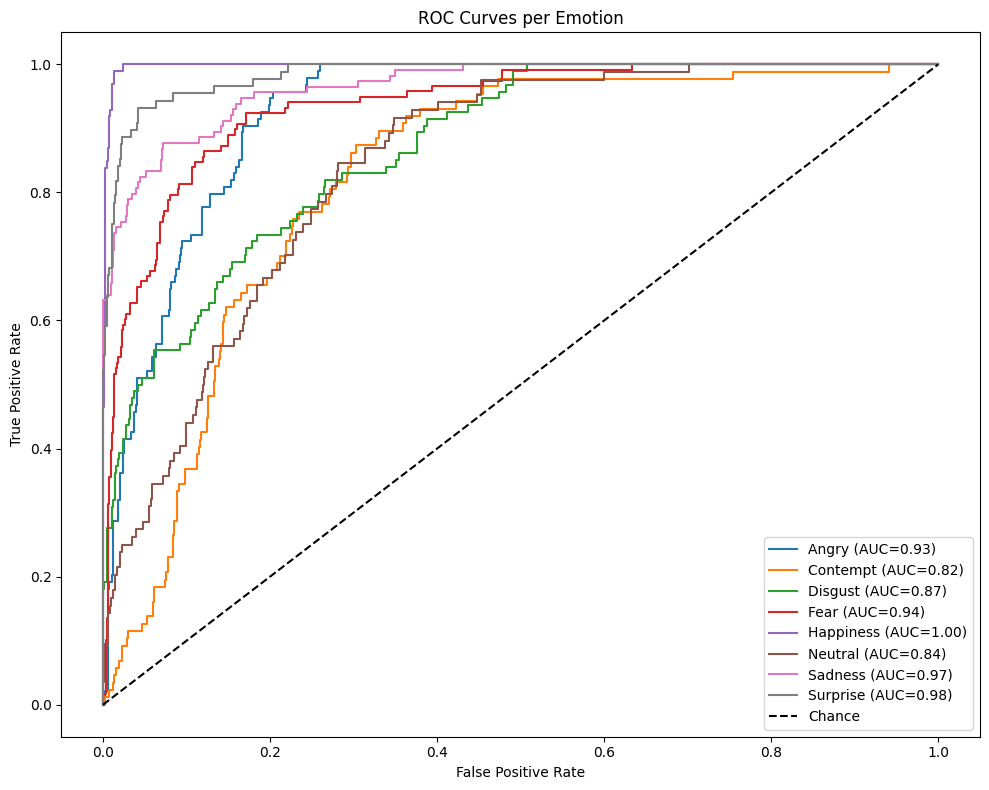 ROC Curves per Emotion
1.0
0.8
0.6
0.4
0.2
0.0
True Positive Rate
0.0 0.2 0.4 0.6 0.8 1.0
False Positive Rate
Angry (AUC=0.93)
Contempt (AUC=0.82)
Disgust (AUC=0.87)
Fear (AUC=0.94)
Happiness (AUC=1.00)
Neutral (AUC=0.84)
Sadness (AUC=0.97)
Surprise (AUC=0.98)
Chance